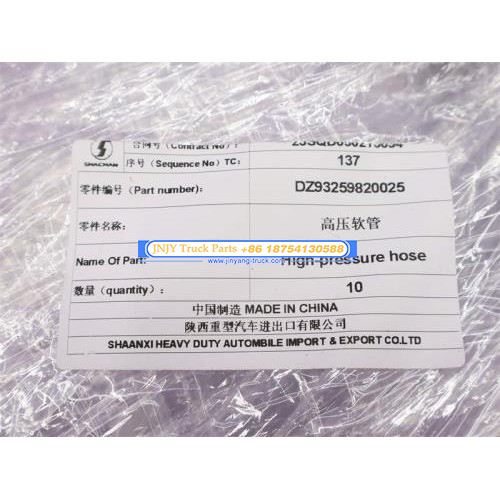 合同号 (Contract No):
SHACMAN
序号 (Sequence No) TC: 137
零件编号 (Part number): DZ93259820025
零件名称: 高压软管
JNJY Truck Parts +86 18754130588
www.jinyang-truck.com
Name Of Part: High-pressure hose
数量 (quantity): 10
中国制造 MADE IN CHINA
陕西重型汽车进出口有限公司
SHAANXI HEAVY DUTY AUTOMBILE IMPORT & EXPORT CO.LTD